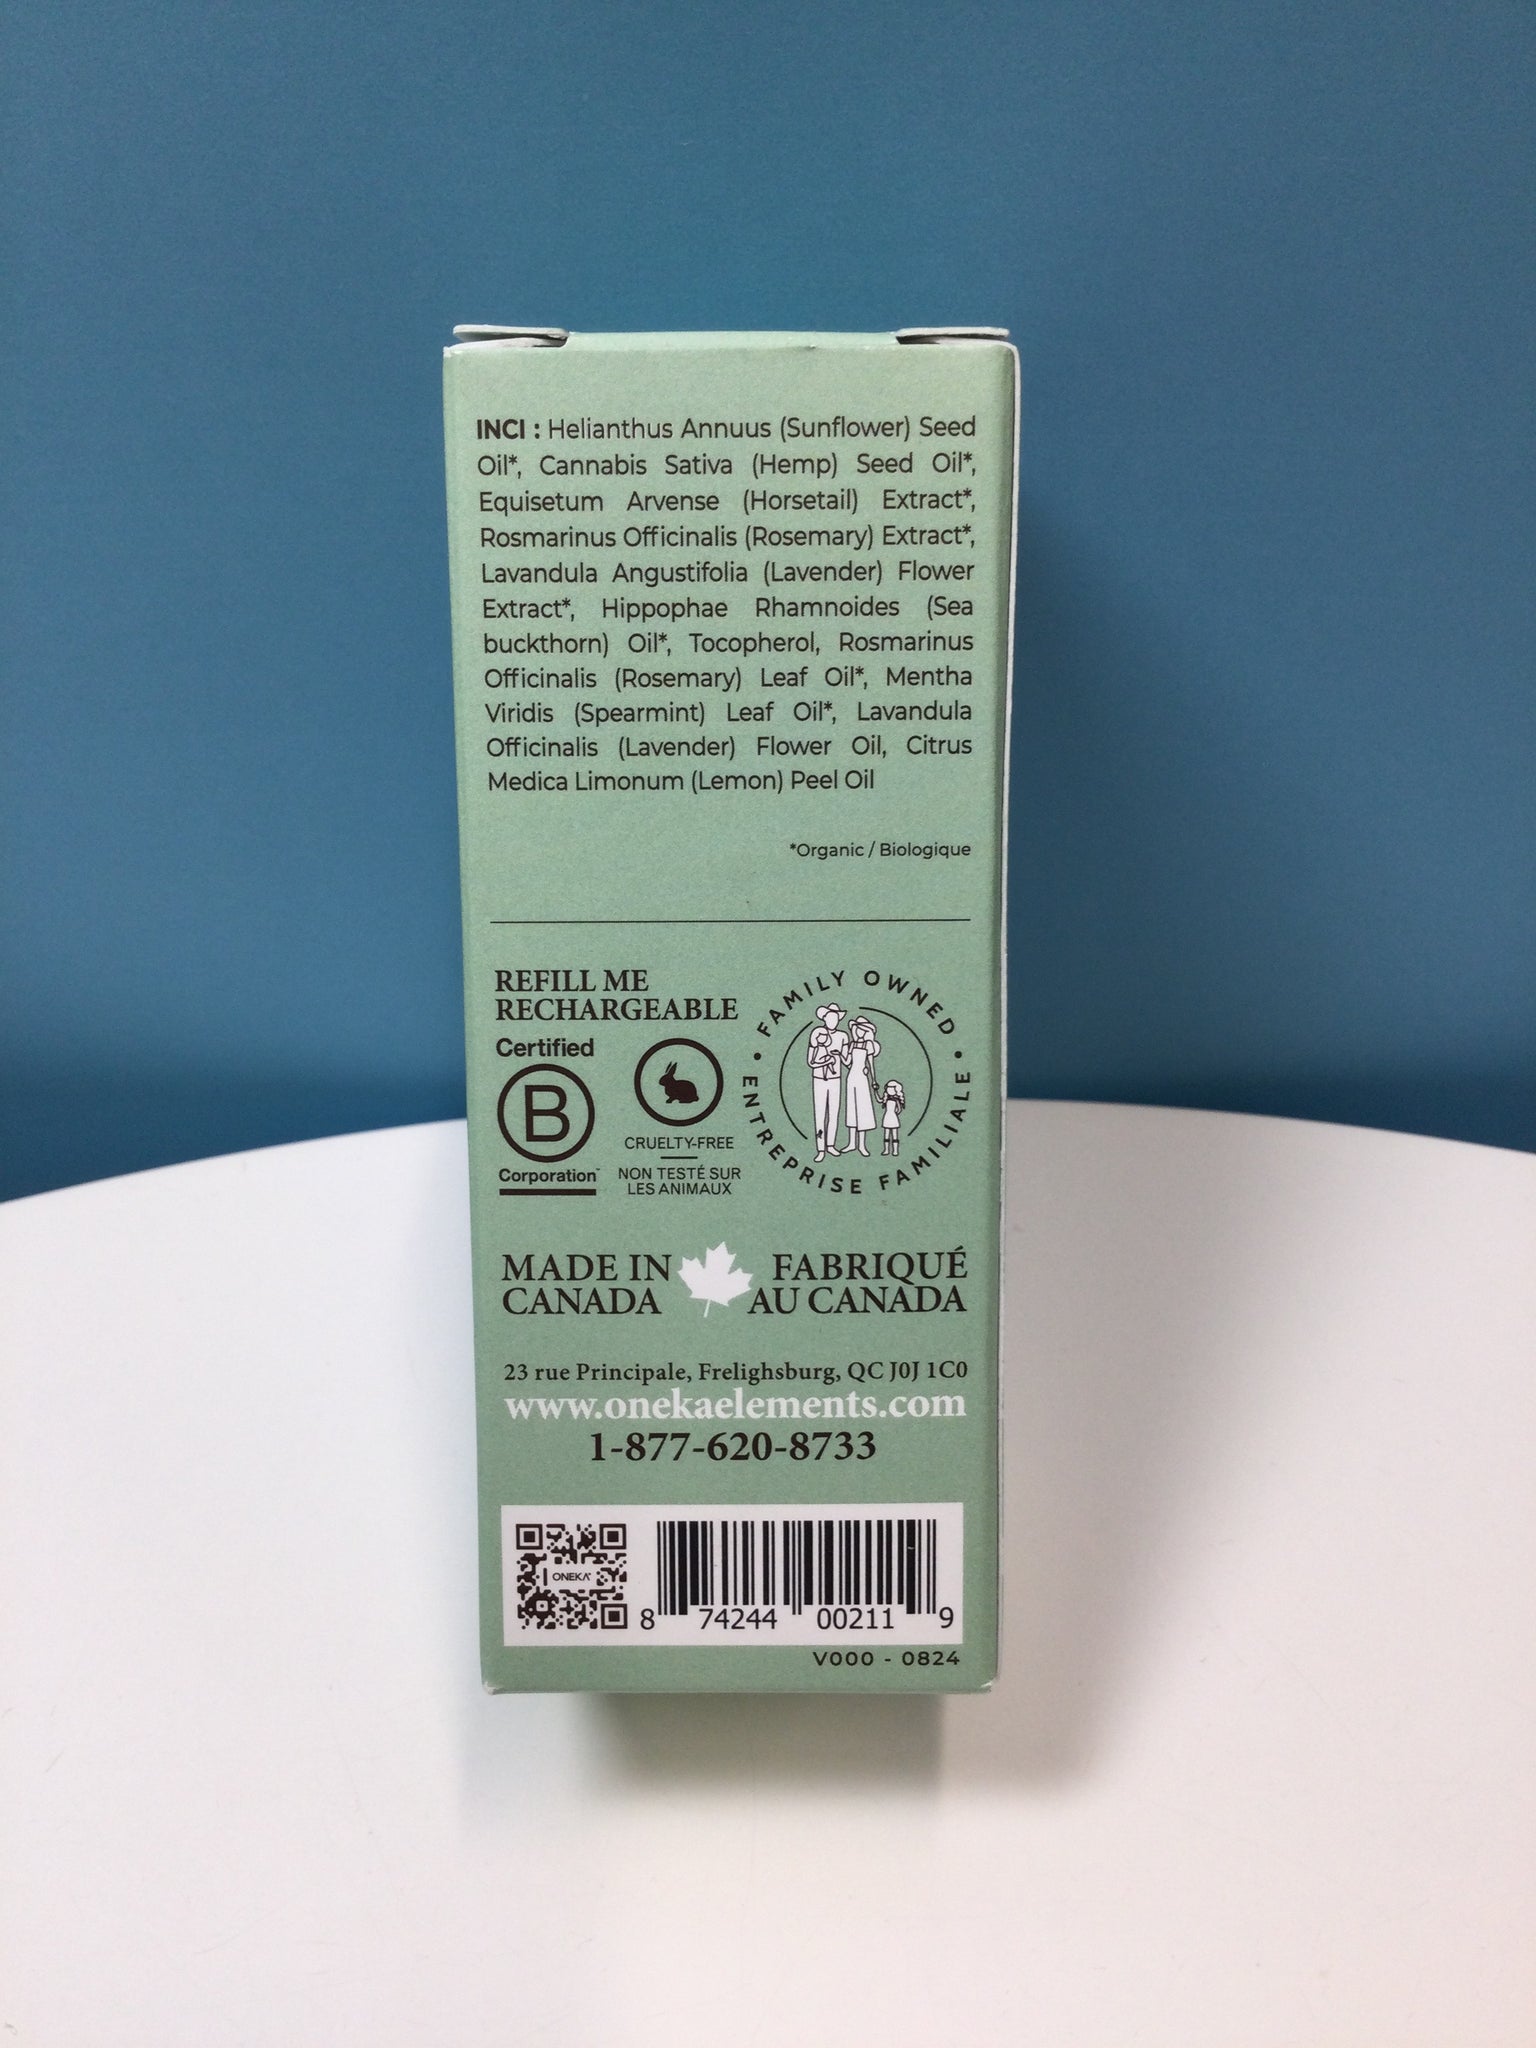 INCI : Helianthus Annuus (Sunflower) Seed
Oil*, Cannabis Sativa (Hemp) Seed Oil*,
Equisetum Arvense (Horsetail) Extract*,
Rosmarinus Officinalis (Rosemary) Extract*,
Lavandula Angustifolia (Lavender) Flower
Extract*, Hippophae Rhamnoides (Sea
buckthorn) Oil*, Tocopherol, Rosmarinus
Officinalis (Rosemary) Leaf Oil*, Mentha
Viridis (Spearmint) Leaf Oil*, Lavandula
Officinalis (Lavender) Flower Oil, Citrus
Medica Limonum (Lemon) Peel Oil
*Organic / Biologique
REFILL ME
RECHARGEABLE
Certified
B
Corporation™
CRUELTY-FREE
NON TESTÉ SUR
LES ANIMAUX
• FAMILY OWNED •
ENTREPRISE FAMILIALE
MADE IN
CANADA
FABRIQUÉ
AU CANADA
23 rue Principale, Frelighsburg, QC J0J 1C0
www.onekaelements.com
1-877-620-8733
ONEKA
8 74244 00211 9
V000 - 0824